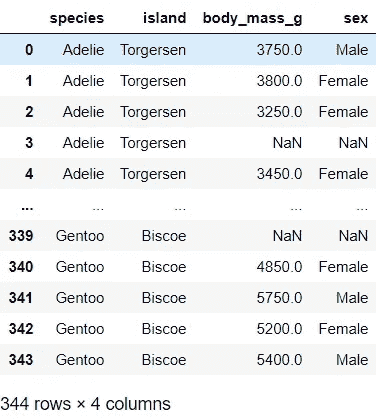 species island body_mass_g sex
0 Adelie Torgersen 3750.0 Male
1 Adelie Torgersen 3800.0 Female
2 Adelie Torgersen 3250.0 Female
3 Adelie Torgersen NaN NaN
4 Adelie Torgersen 3450.0 Female
... ... ... ... ...
339 Gentoo Biscoe NaN NaN
340 Gentoo Biscoe 4850.0 Female
341 Gentoo Biscoe 5750.0 Male
342 Gentoo Biscoe 5200.0 Female
343 Gentoo Biscoe 5400.0 Male
344 rows × 4 columns